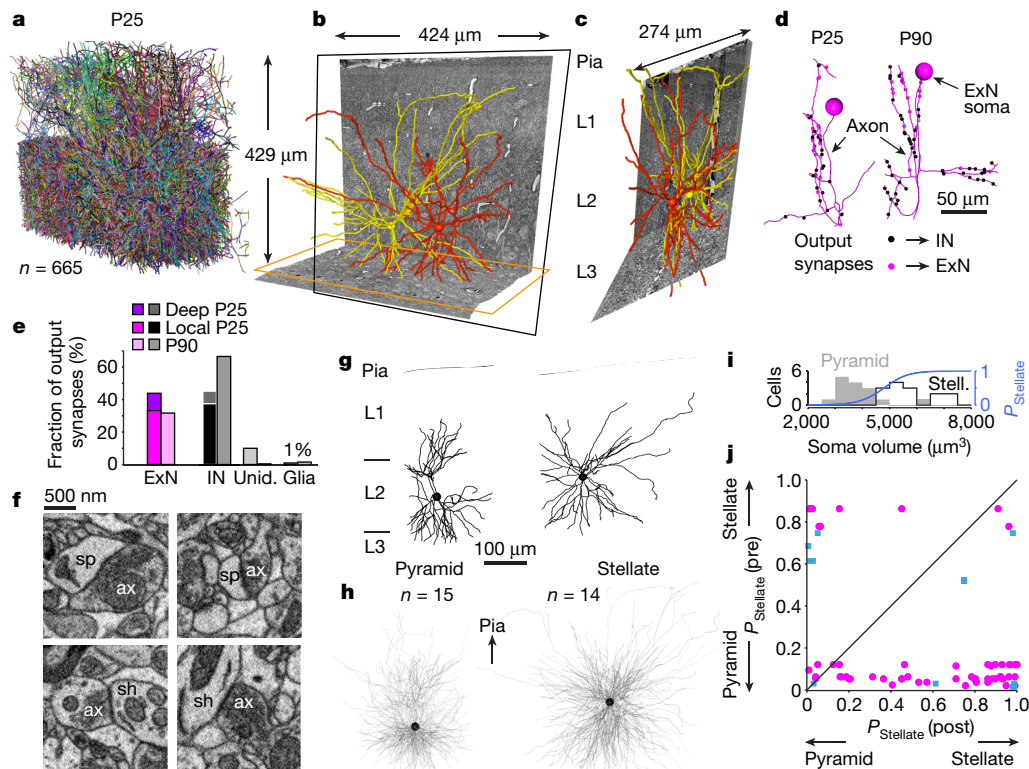 a
P25
n = 665
429 µm
b
424 µm
c
274 µm
Pia
L1
L2
L3
d
P25
P90
ExN
soma
Axon
50 µm
Output
synapses
IN
ExN
e
Deep P25
Local P25
P90
Fraction of output
synapses (%)
60
40
20
0
1%
ExN
IN
Unid.
Glia
f
500 nm
sp
ax
sp
ax
sh
ax
sh
ax
g
Pia
L1
L2
L3
100 µm
Pyramid
Stellate
h
n = 15
n = 14
Pia
i
Pyramid
Stell.
Cells
6
0
1
0
P Stellate
2,000
5,000
8,000
Soma volume (µm³)
j
Stellate
P Stellate (pre)
Pyramid
1.0
0.8
0.6
0.4
0.2
0
0
0.2
0.4
0.6
0.8
1.0
P Stellate (post)
Pyramid
Stellate